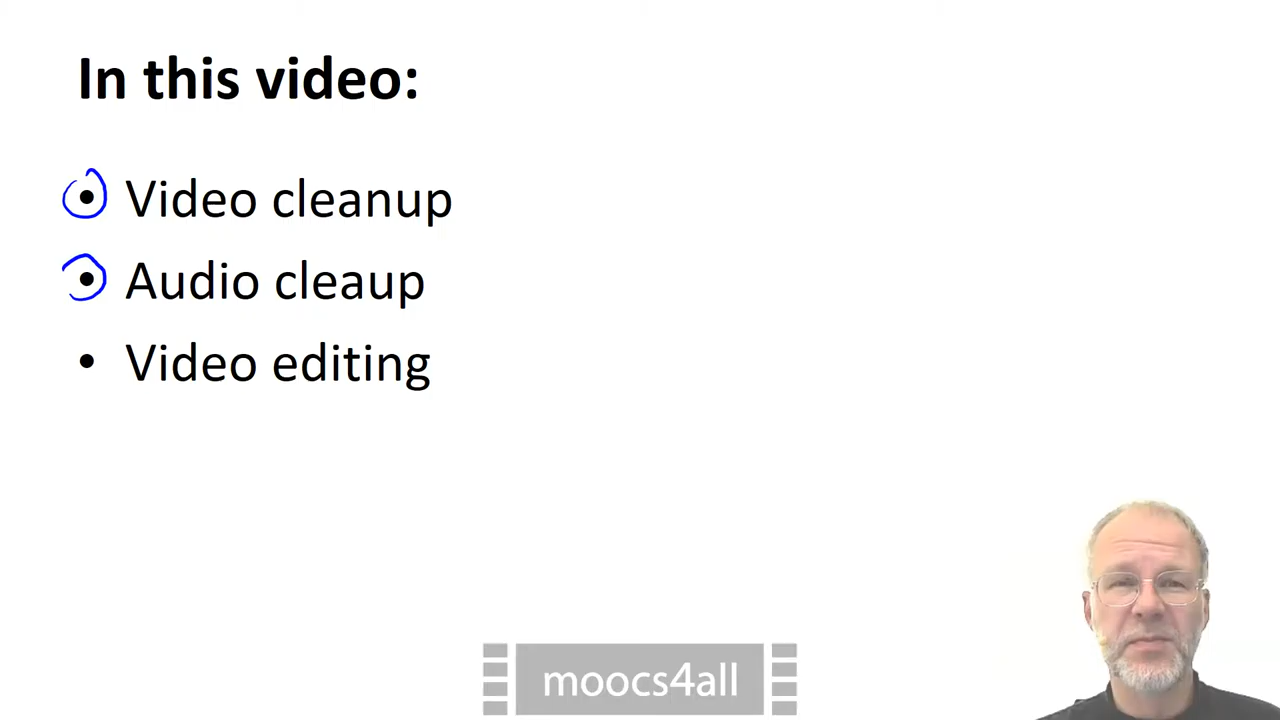 In this video:
• Video cleanup
• Audio cleaup
• Video editing
moocs4all